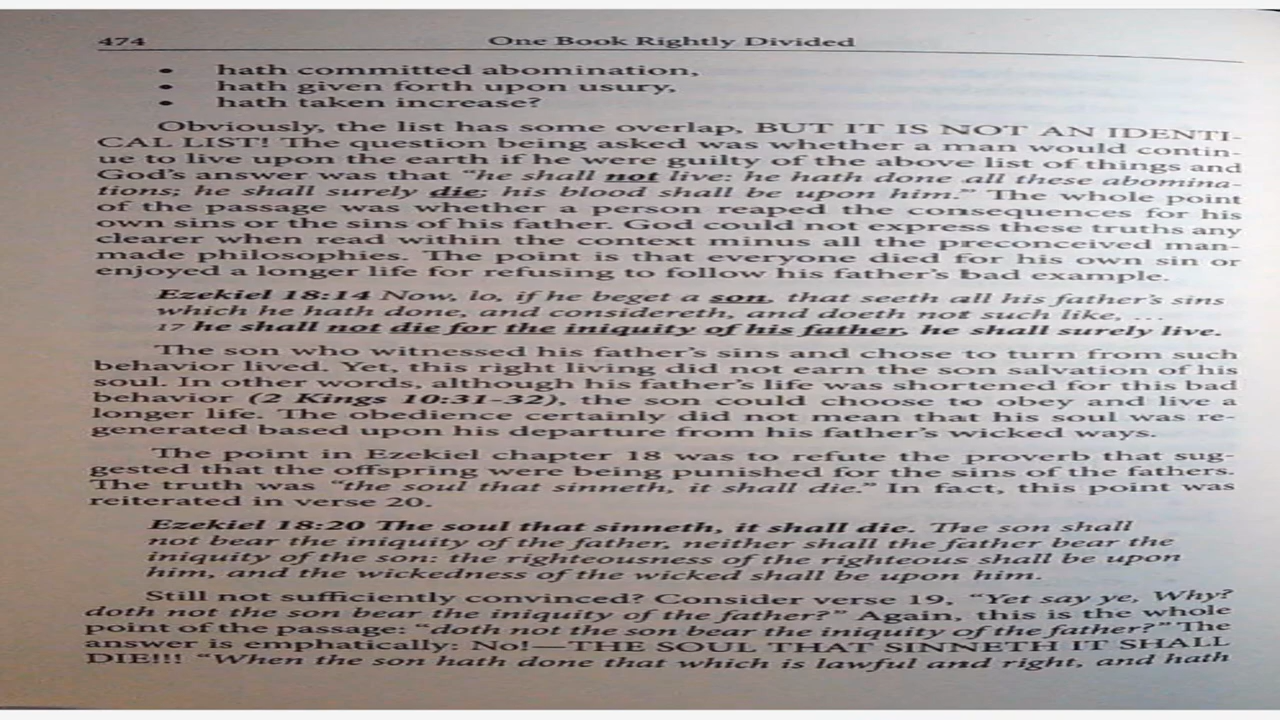 474 One Book Rightly Divided
• hath committed abomination,
• hath given forth upon usury,
• hath taken increase?
Obviously, the list has some overlap, BUT IT IS NOT AN IDENTI-
CAL LIST! The question being asked was whether a man would contin-
ue to live upon the earth if he were guilty of the above list of things and
God's answer was that "he shall not live: he hath done all these abomina-
tions; he shall surely die; his blood shall be upon him." The whole point
of the passage was whether a person reaped the consequences for his
own sins or the sins of his father. God could not express these truths any
clearer when read within the context minus all the preconceived man-
made philosophies. The point is that everyone died for his own sin or
enjoyed a longer life for refusing to follow his father's bad example.
Ezekiel 18:14 Now, lo, if he beget a son, that seeth all his father's sins
which he hath done, and considereth, and doeth not such like, ...
17 he shall not die for the iniquity of his father, he shall surely live.
The son who witnessed his father's sins and chose to turn from such
behavior lived. Yet, this right living did not earn the son salvation of his
soul. In other words, although his father's life was shortened for this bad
behavior (2 Kings 10:31-32), the son could choose to obey and live a
longer life. The obedience certainly did not mean that his soul was re-
generated based upon his departure from his father's wicked ways.
The point in Ezekiel chapter 18 was to refute the proverb that sug-
gested that the offspring were being punished for the sins of the fathers.
The truth was "the soul that sinneth, it shall die." In fact, this point was
reiterated in verse 20.
Ezekiel 18:20 The soul that sinneth, it shall die. The son shall
not bear the iniquity of the father, neither shall the father bear the
iniquity of the son: the righteousness of the righteous shall be upon
him, and the wickedness of the wicked shall be upon him.
Still not sufficiently convinced? Consider verse 19, "Yet say ye, Why?
doth not the son bear the iniquity of the father?" Again, this is the whole
point of the passage: "doth not the son bear the iniquity of the father?" The
answer is emphatically: No!—THE SOUL THAT SINNETH IT SHALL
DIE!!! "When the son hath done that which is lawful and right, and hath